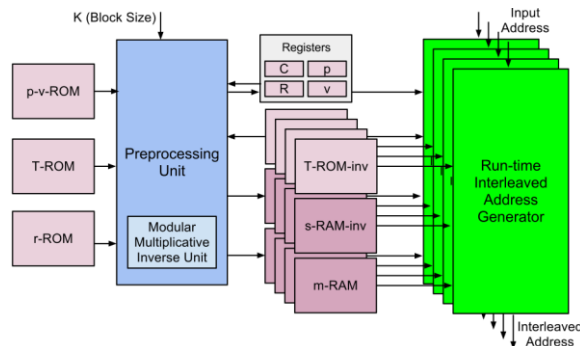 K (Block Size)
Input
Address
Registers
C
p
R
v
p-v-ROM
T-ROM
r-ROM
Preprocessing
Unit
Modular
Multiplicative
Inverse Unit
T-ROM-inv
s-RAM-inv
m-RAM
Run-time
Interleaved
Address
Generator
Interleaved
Address